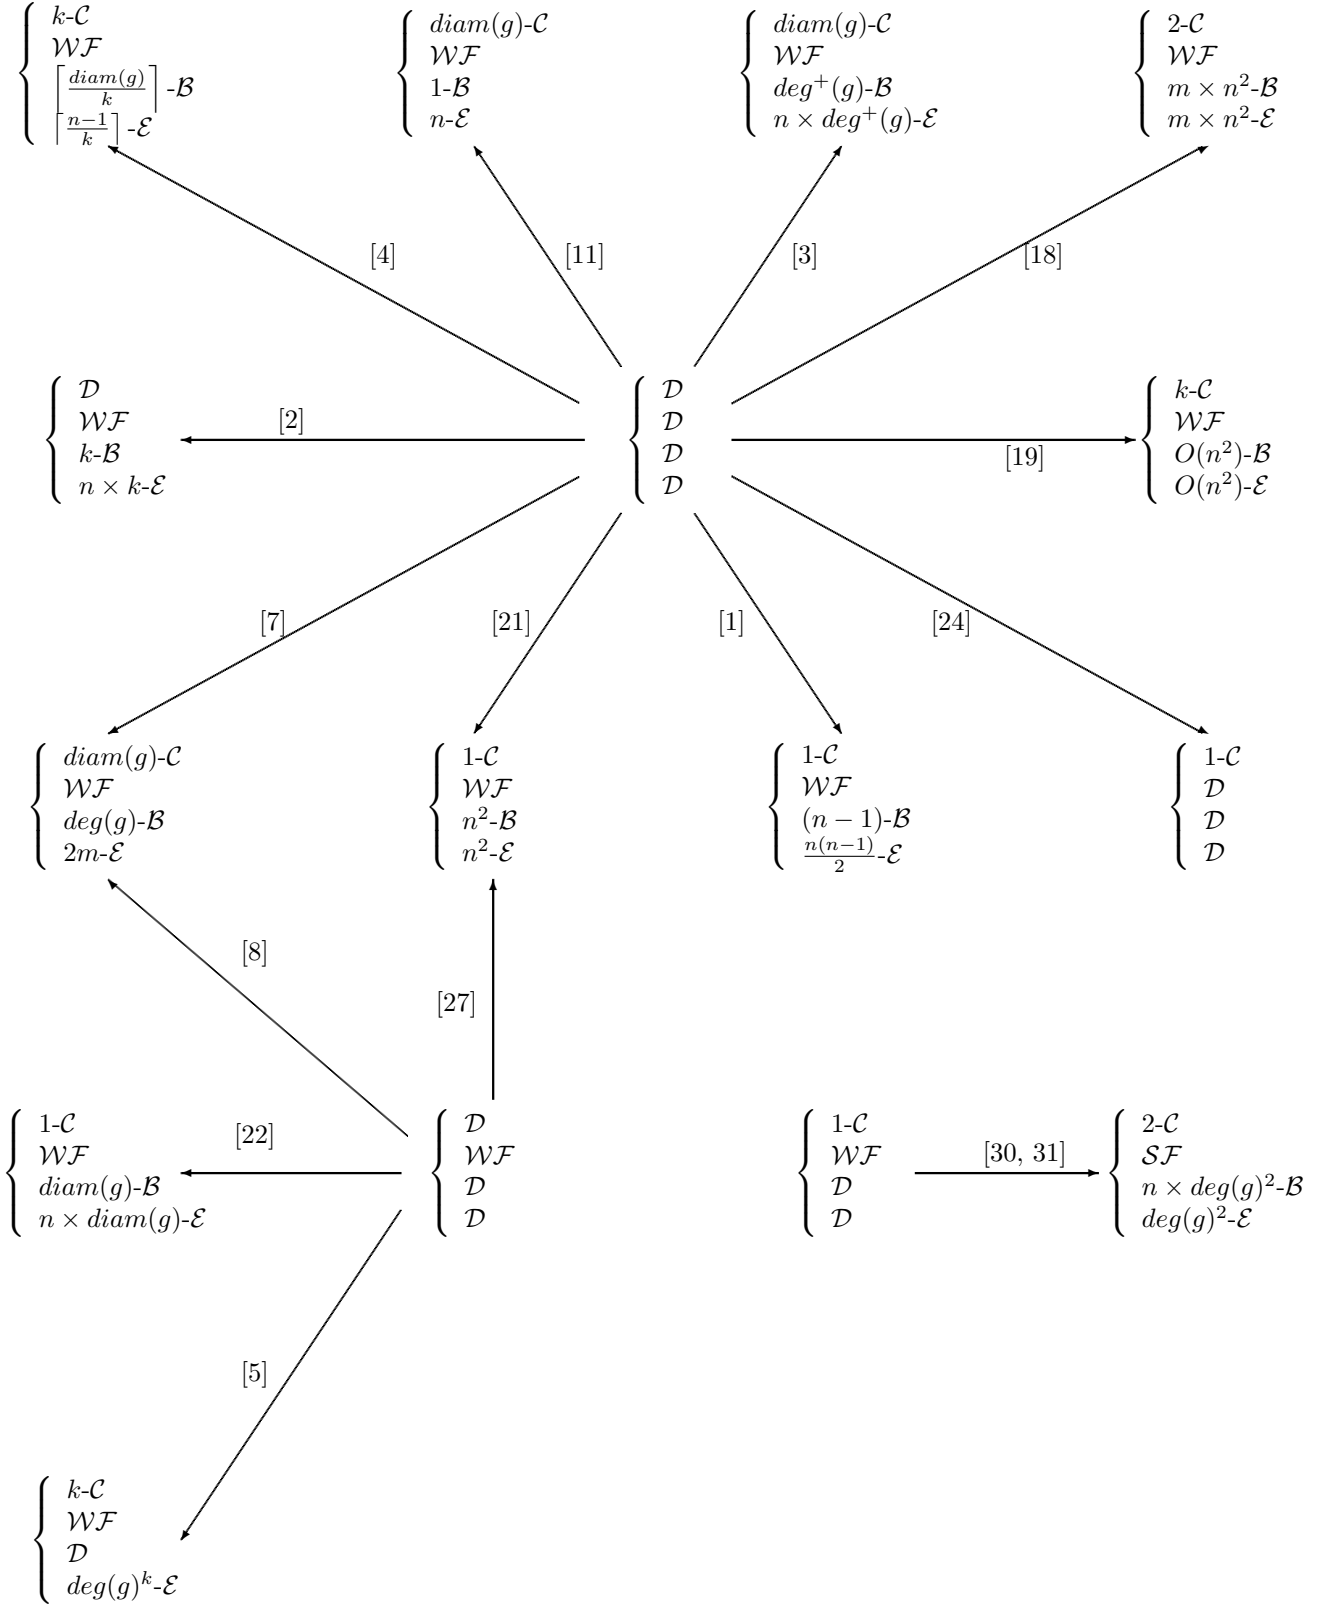 k-𝒞
𝒲ℱ
⌈diam(g)/k⌉-ℬ
⌈n−1/k⌉-ℰ
diam(g)-𝒞
𝒲ℱ
1-ℬ
n-ℰ
diam(g)-𝒞
𝒲ℱ
deg⁺(g)-ℬ
n × deg⁺(g)-ℰ
2-𝒞
𝒲ℱ
m × n²-ℬ
m × n²-ℰ
[4]
[11]
[3]
[18]
𝒟
𝒲ℱ
k-ℬ
n × k-ℰ
[2]
𝒟
𝒟
𝒟
𝒟
[19]
k-𝒞
𝒲ℱ
O(n²)-ℬ
O(n²)-ℰ
[7]
[21]
[1]
[24]
diam(g)-𝒞
𝒲ℱ
deg(g)-ℬ
2m-ℰ
1-𝒞
𝒲ℱ
n²-ℬ
n²-ℰ
1-𝒞
𝒲ℱ
(n − 1)-ℬ
n(n−1)/2-ℰ
1-𝒞
𝒟
𝒟
𝒟
[8]
[27]
1-𝒞
𝒲ℱ
diam(g)-ℬ
n × diam(g)-ℰ
[22]
𝒟
𝒲ℱ
𝒟
𝒟
1-𝒞
𝒲ℱ
𝒟
𝒟
[30, 31]
2-𝒞
𝒮ℱ
n × deg(g)²-ℬ
deg(g)²-ℰ
[5]
k-𝒞
𝒲ℱ
𝒟
deg(g)ᵏ-ℰ